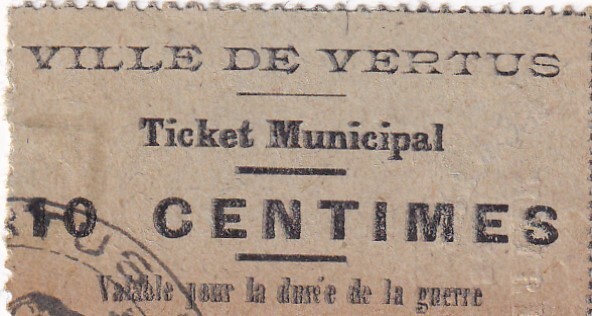 VILLE DE VERTUS
Ticket Municipal
10 CENTIMES
Valable pour la durée de la guerre